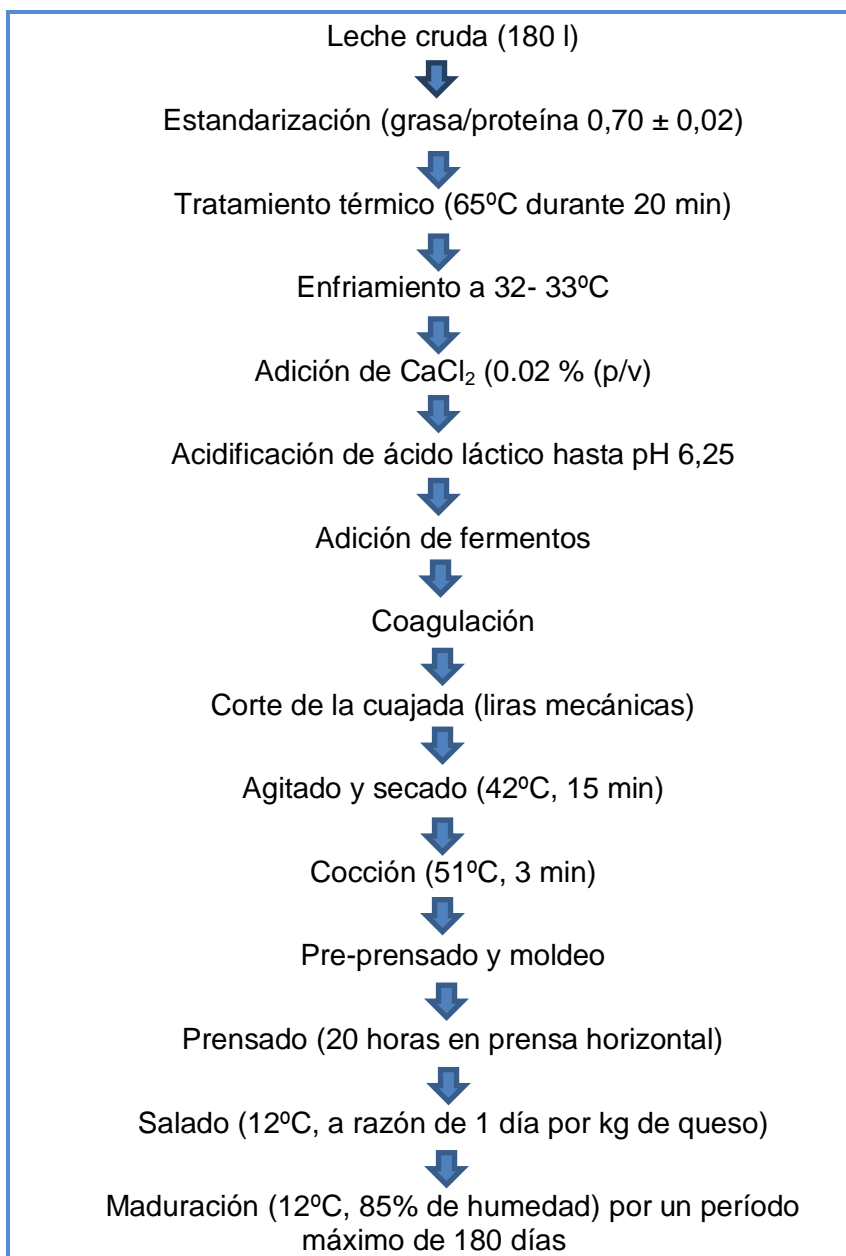 Leche cruda (180 l)
Estandarización (grasa/proteína 0,70 ± 0,02)
Tratamiento térmico (65ºC durante 20 min)
Enfriamiento a 32- 33ºC
Adición de CaCl₂ (0.02 % (p/v)
Acidificación de ácido láctico hasta pH 6,25
Adición de fermentos
Coagulación
Corte de la cuajada (liras mecánicas)
Agitado y secado (42ºC, 15 min)
Cocción (51ºC, 3 min)
Pre-prensado y moldeo
Prensado (20 horas en prensa horizontal)
Salado (12ºC, a razón de 1 día por kg de queso)
Maduración (12ºC, 85% de humedad) por un período
máximo de 180 días